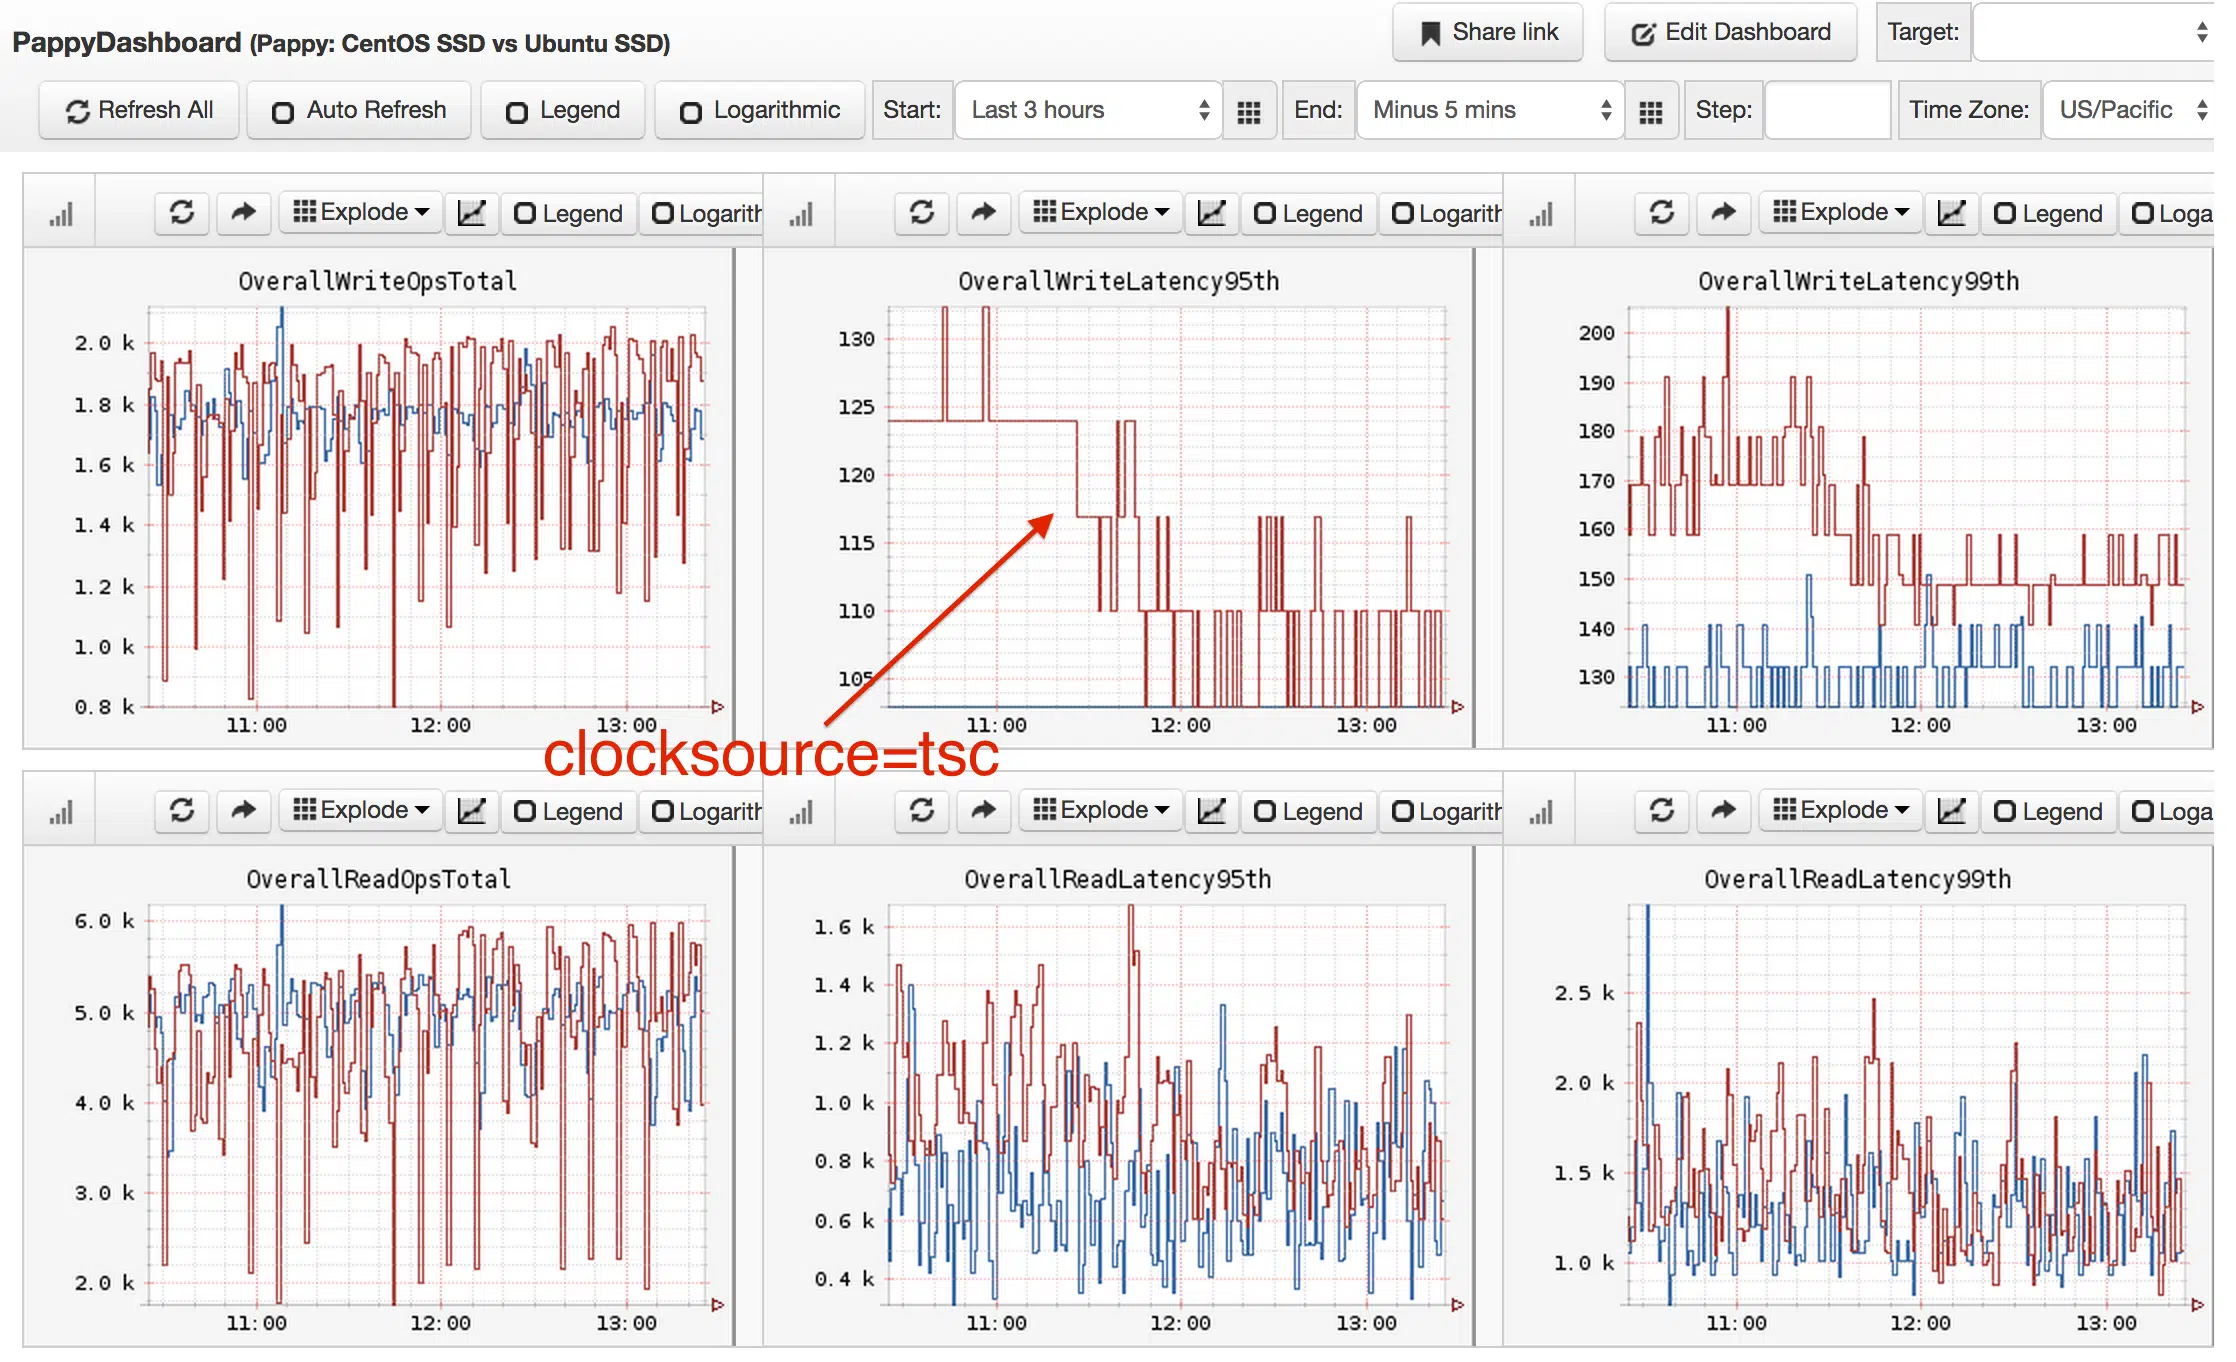 PappyDashboard (Pappy: CentOS SSD vs Ubuntu SSD)
Share link
Edit Dashboard
Target:
Refresh All
Auto Refresh
Legend
Logarithmic
Start:
Last 3 hours
End:
Minus 5 mins
Step:
Time Zone:
US/Pacific
Explode
Legend
Logarith
Explode
Legend
Logarith
Explode
Legend
Loga
OverallWriteOpsTotal
2.0 k
1.8 k
1.6 k
1.4 k
1.2 k
1.0 k
0.8 k
11:00
12:00
13:00
OverallWriteLatency95th
130
125
120
115
110
105
11:00
12:00
13:00
OverallWriteLatency99th
200
190
180
170
160
150
140
130
11:00
12:00
13:00
clocksource=tsc
Explode
Legend
Logarith
Explode
Legend
Logarith
Explode
Legend
Loga
OverallReadOpsTotal
6.0 k
5.0 k
4.0 k
3.0 k
2.0 k
11:00
12:00
13:00
OverallReadLatency95th
1.6 k
1.4 k
1.2 k
1.0 k
0.8 k
0.6 k
0.4 k
11:00
12:00
13:00
OverallReadLatency99th
2.5 k
2.0 k
1.5 k
1.0 k
11:00
12:00
13:00